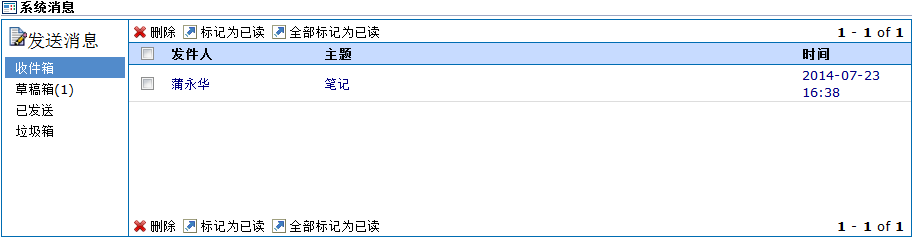 系统消息
发送消息
收件箱
草稿箱(1)
已发送
垃圾箱
删除 标记为已读 全部标记为已读 1 - 1 of 1
发件人 主题 时间
蒲永华 笔记 2014-07-23
16:38
删除 标记为已读 全部标记为已读 1 - 1 of 1